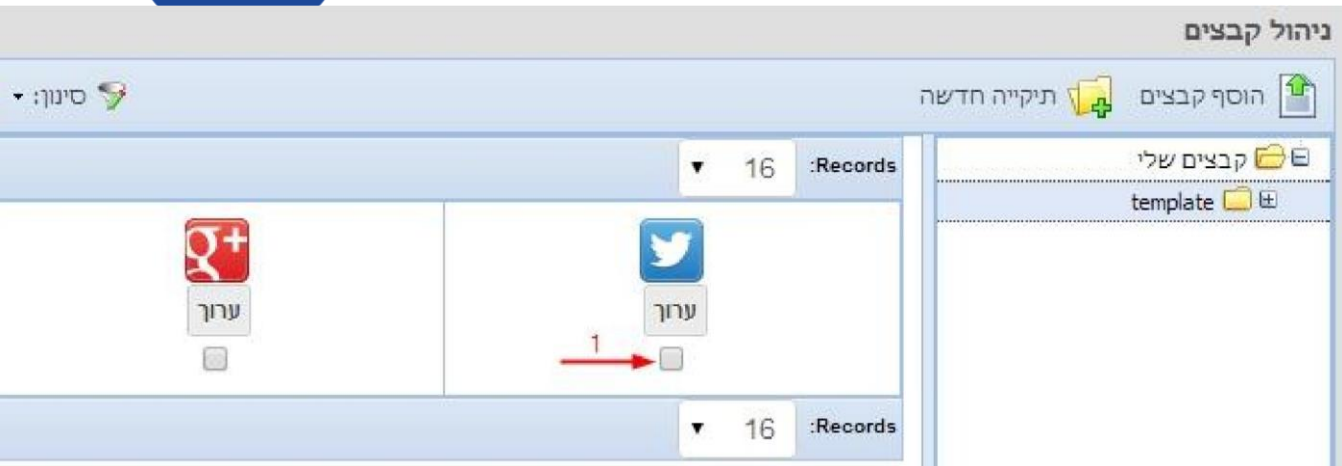 ניהול קבצים
הוסף קבצים תיקייה חדשה סינון:
קבצים שלי
template
Records: 16
g+
ערוך ערוך
1
Records: 16